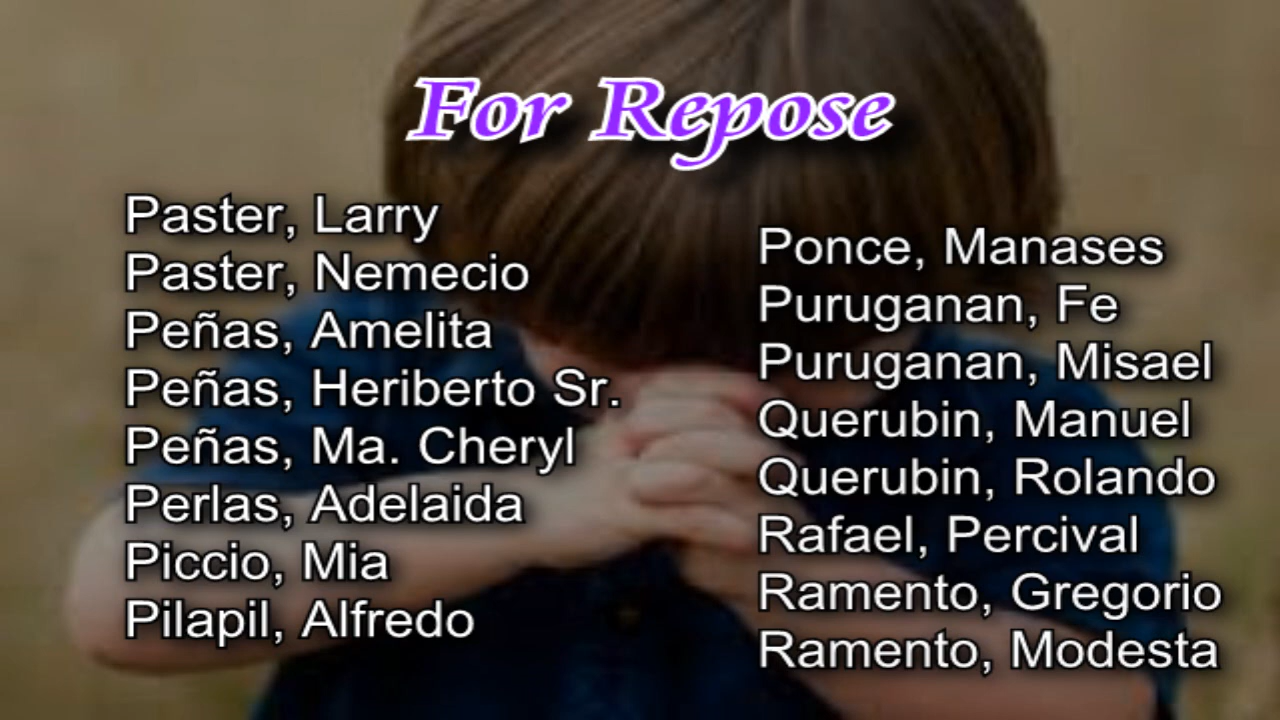 For Repose
Paster, Larry
Paster, Nemecio
Peñas, Amelita
Peñas, Heriberto Sr.
Peñas, Ma. Cheryl
Perlas, Adelaida
Piccio, Mia
Pilapil, Alfredo
Ponce, Manases
Puruganan, Fe
Puruganan, Misael
Querubin, Manuel
Querubin, Rolando
Rafael, Percival
Ramento, Gregorio
Ramento, Modesta